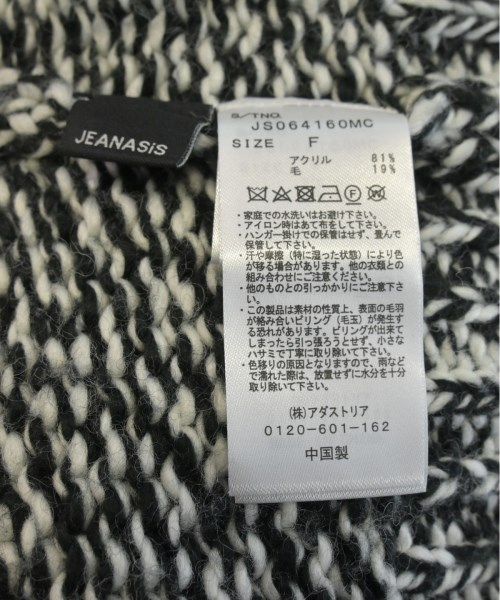 JEANASiS
S/TNO.
JS064160MC
SIZE F
アクリル 81%
毛 19%
・家庭での水洗いはお避け下さい。
・アイロン時はあて布をして下さい。
・ハンガー掛けでの保管はせず、畳んで
保管して下さい。
・汗や摩擦（特に湿った状態）により色
が移る場合があります。他の衣類との
組み合わせにご注意下さい。
・他のものとの引っかかりにご注意下さ
い。
・この製品は素材の性質上、表面の毛羽
が絡み合いピリング（毛玉）が発生す
る恐れがあります。ピリングが出来て
しまったら引っ張ろうとせず、小さな
ハサミで丁寧に取り除いて下さい。
・色移りの原因となりますので、雨など
で濡れた際は、放置せずに水分を十分
取り除いて下さい。
（株）アダストリア
0120-601-162
中国製